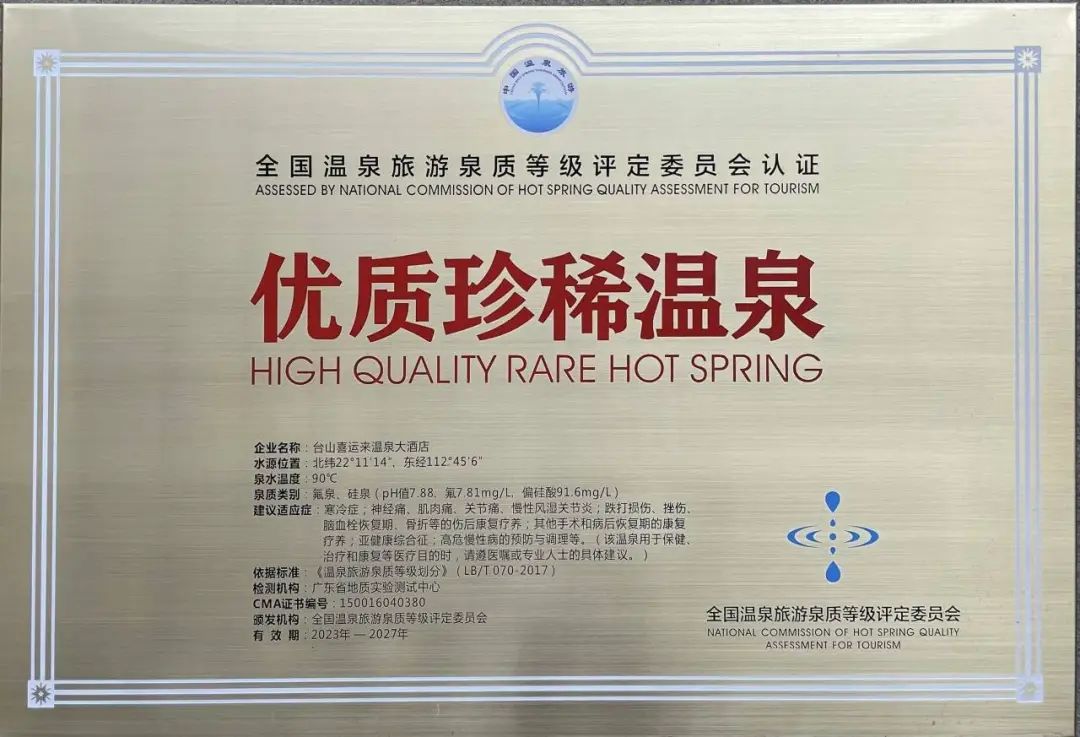 中国温泉旅游
全国温泉旅游泉质等级评定委员会认证
ASSESSED BY NATIONAL COMMISSION OF HOT SPRING QUALITY ASSESSMENT FOR TOURISM
优质珍稀温泉
HIGH QUALITY RARE HOT SPRING
企业名称：台山喜运来温泉大酒店
水源位置：北纬22°11′14″，东经112°45′6″
泉水温度：90℃
泉质类别：氟泉、硅泉（pH值7.88、氟7.81mg/L、偏硅酸91.6mg/L）
建议适应症：寒冷症；神经痛、肌肉痛、关节痛、慢性风湿关节炎；跌打损伤、挫伤、
脑血栓恢复期、骨折等的伤后康复疗养；其他手术和病后恢复期的康复
疗养；亚健康综合征；高危慢性病的预防与调理等。（该温泉用于保健、
治疗和康复等医疗目的时，请遵医嘱或专业人士的具体建议。）
依据标准：《温泉旅游泉质等级划分》（LB/T 070-2017）
检测机构：广东省地质实验测试中心
CMA证书编号：150016040380
颁发机构：全国温泉旅游泉质等级评定委员会
有 效 期：2023年 — 2027年
全国温泉旅游泉质等级评定委员会
NATIONAL COMMISSION OF HOT SPRING QUALITY
ASSESSMENT FOR TOURISM